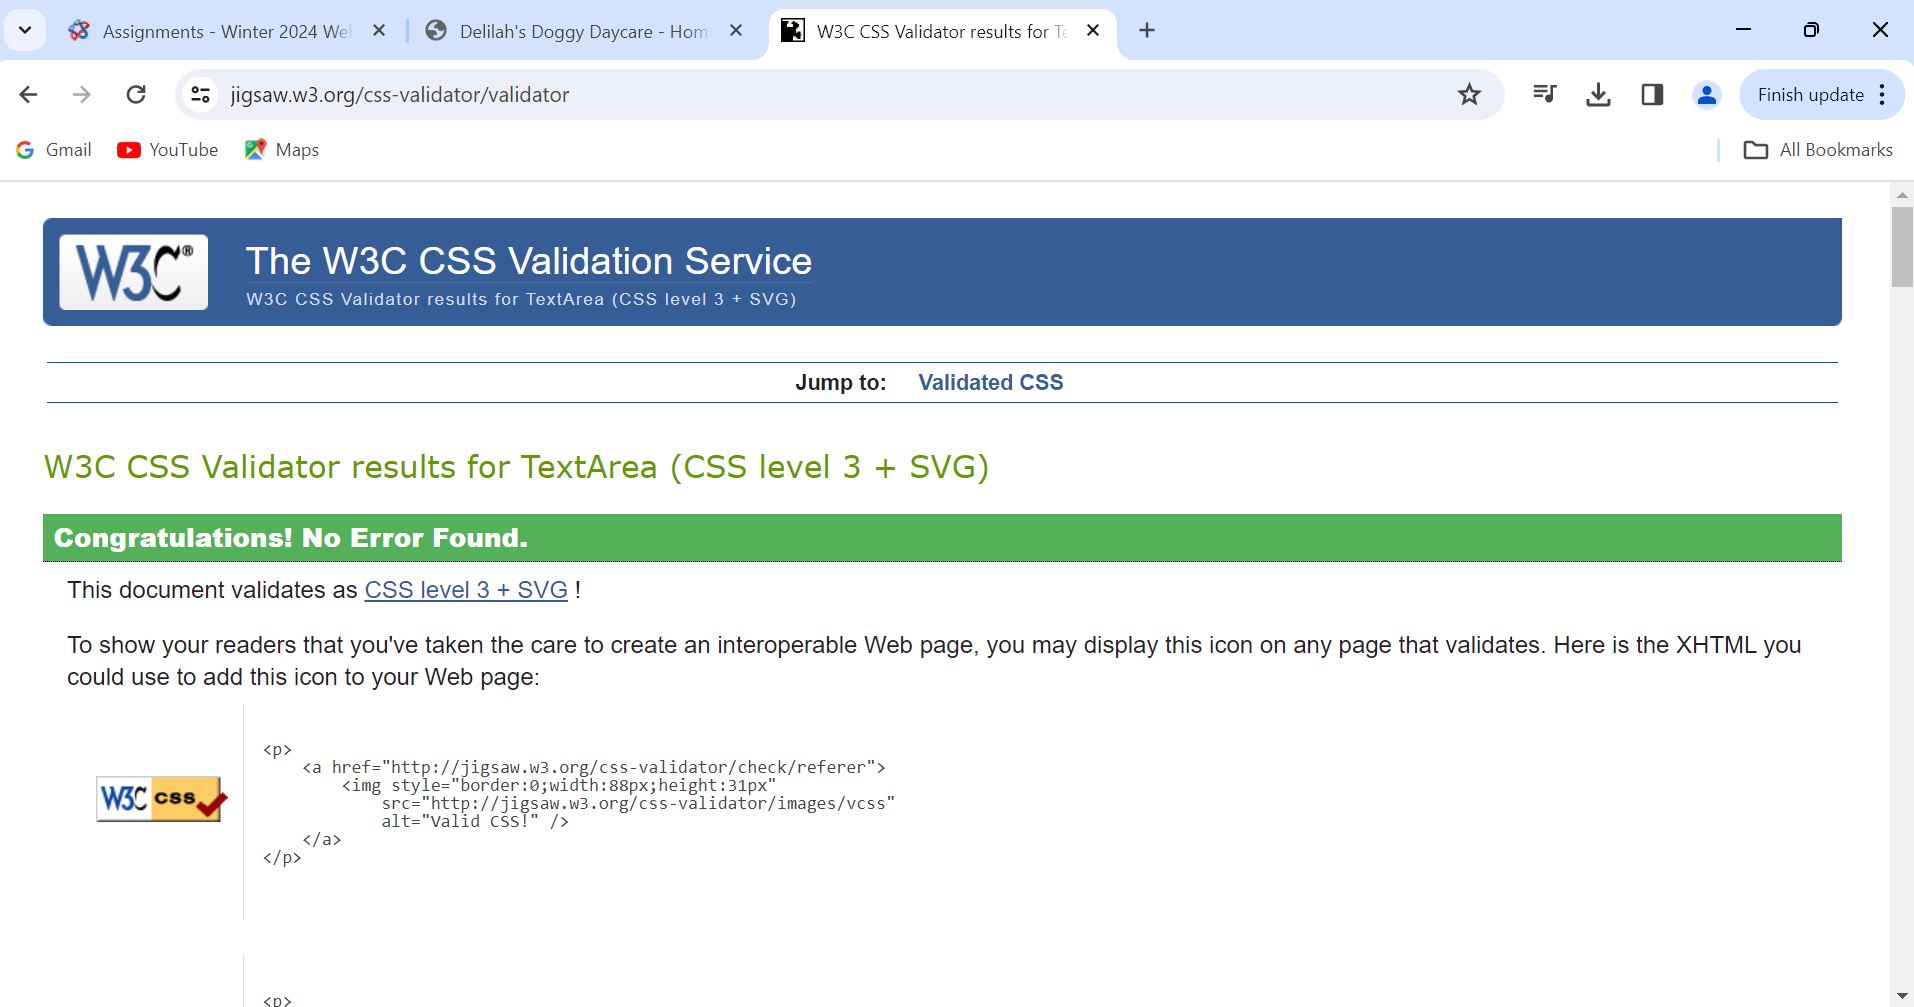 Assignments - Winter 2024 Web
Delilah's Doggy Daycare - Hom
W3C CSS Validator results for Te
jigsaw.w3.org/css-validator/validator
Finish update
Gmail
YouTube
Maps
All Bookmarks
W3C®
The W3C CSS Validation Service
W3C CSS Validator results for TextArea (CSS level 3 + SVG)
Jump to: Validated CSS
W3C CSS Validator results for TextArea (CSS level 3 + SVG)
Congratulations! No Error Found.
This document validates as CSS level 3 + SVG !
To show your readers that you've taken the care to create an interoperable Web page, you may display this icon on any page that validates. Here is the XHTML you
could use to add this icon to your Web page:
W3C css
<p>
<a href="http://jigsaw.w3.org/css-validator/check/referer">
<img style="border:0;width:88px;height:31px"
src="http://jigsaw.w3.org/css-validator/images/vcss"
alt="Valid CSS!" />
</a>
</p>
<p>